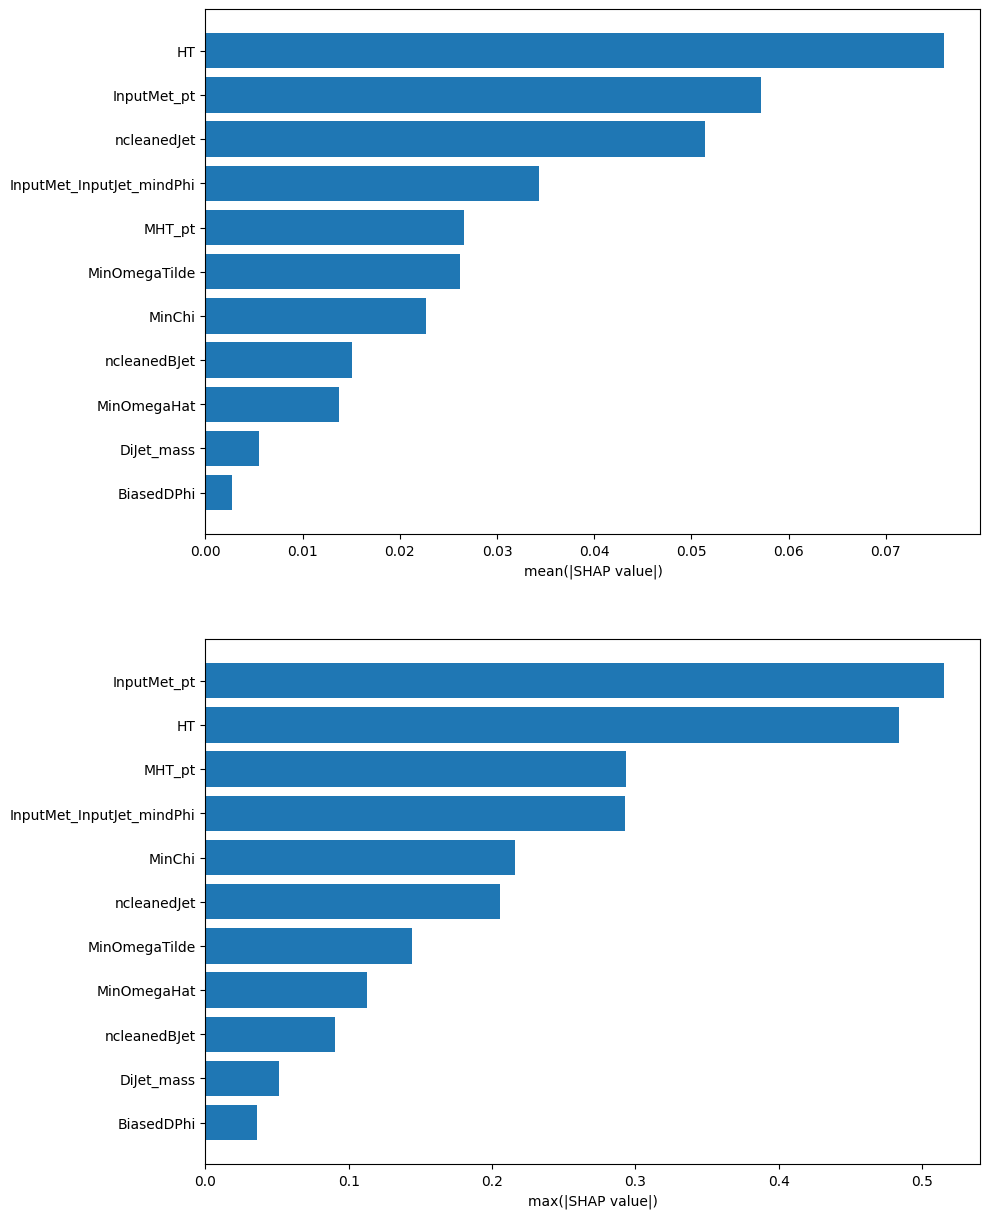 HT
InputMet_pt
ncleanedJet
InputMet_InputJet_mindPhi
MHT_pt
MinOmegaTilde
MinChi
ncleanedBJet
MinOmegaHat
DiJet_mass
BiasedDPhi
0.00 0.01 0.02 0.03 0.04 0.05 0.06 0.07
mean(|SHAP value|)
InputMet_pt
HT
MHT_pt
InputMet_InputJet_mindPhi
MinChi
ncleanedJet
MinOmegaTilde
MinOmegaHat
ncleanedBJet
DiJet_mass
BiasedDPhi
0.0 0.1 0.2 0.3 0.4 0.5
max(|SHAP value|)